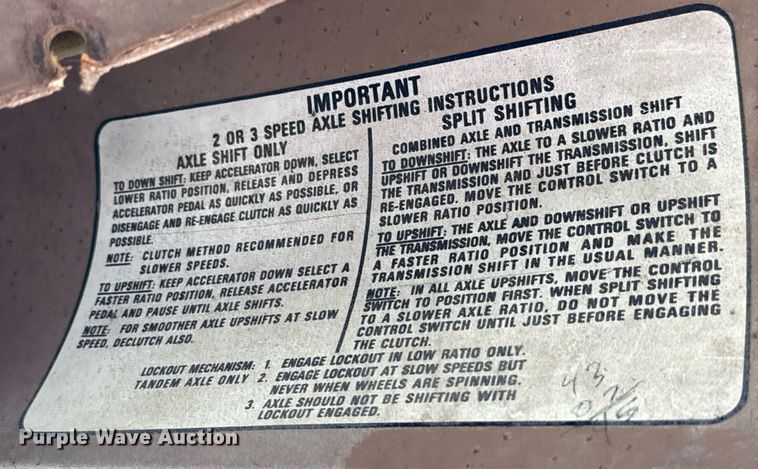 IMPORTANT
2 OR 3 SPEED AXLE SHIFTING INSTRUCTIONS
AXLE SHIFT ONLY
TO DOWN SHIFT: KEEP ACCELERATOR DOWN, SELECT
LOWER RATIO POSITION, RELEASE AND DEPRESS
ACCELERATOR PEDAL AS QUICKLY AS POSSIBLE, OR
DISENGAGE AND RE-ENGAGE CLUTCH AS QUICKLY AS
POSSIBLE.
NOTE: CLUTCH METHOD RECOMMENDED FOR
SLOWER SPEEDS.
TO UPSHIFT: KEEP ACCELERATOR DOWN SELECT A
FASTER RATIO POSITION, RELEASE ACCELERATOR
PEDAL AND PAUSE UNTIL AXLE SHIFTS.
NOTE: FOR SMOOTHER AXLE UPSHIFTS AT SLOW
SPEED, DECLUTCH ALSO.
SPLIT SHIFTING
COMBINED AXLE AND TRANSMISSION SHIFT
TO DOWNSHIFT: THE AXLE TO A SLOWER RATIO AND
UPSHIFT OR DOWNSHIFT THE TRANSMISSION, SHIFT
THE TRANSMISSION AND JUST BEFORE CLUTCH IS
RE-ENGAGED. MOVE THE CONTROL SWITCH TO A
SLOWER RATIO POSITION.
TO UPSHIFT: THE AXLE AND DOWNSHIFT OR UPSHIFT
THE TRANSMISSION, MOVE THE CONTROL SWITCH TO
A FASTER RATIO POSITION AND MAKE THE
TRANSMISSION SHIFT IN THE USUAL MANNER.
NOTE: IN ALL AXLE UPSHIFTS, MOVE THE CONTROL
SWITCH TO POSITION FIRST. WHEN SPLIT SHIFTING
TO A SLOWER AXLE RATIO, DO NOT MOVE THE
CONTROL SWITCH UNTIL JUST BEFORE ENGAGING
THE CLUTCH.
LOCKOUT MECHANISM: 1. ENGAGE LOCKOUT IN LOW RATIO ONLY.
TANDEM AXLE ONLY 2. ENGAGE LOCKOUT AT SLOW SPEEDS BUT
NEVER WHEN WHEELS ARE SPINNING.
3. AXLE SHOULD NOT BE SHIFTING WITH
LOCKOUT ENGAGED.
43
Purple Wave Auction